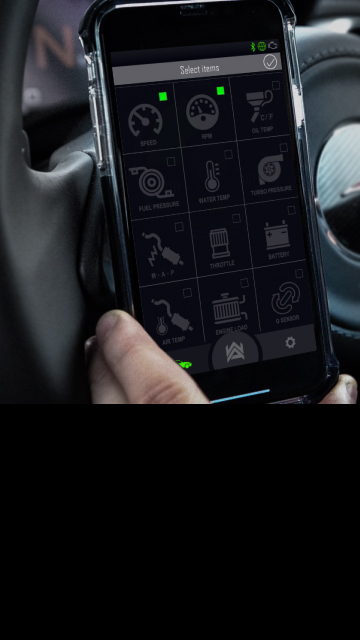 Select items
SPEED
RPM
°C/F
OIL TEMP
FUEL PRESSURE
WATER TEMP
TURBO PRESSURE
M - A - P
THROTTLE
BATTERY
AIR TEMP
ENGINE LOAD
G SENSOR